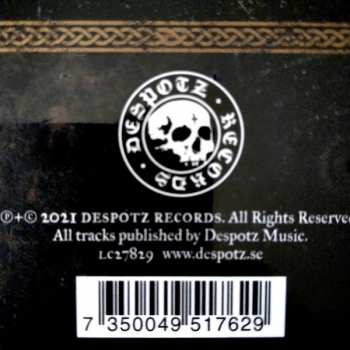 DESPOTZ · RECORDS ·
℗+© 2021 DESPOTZ RECORDS. All Rights Reserve
All tracks published by Despotz Music.
LC27829 www.despotz.se
7 350049 517629